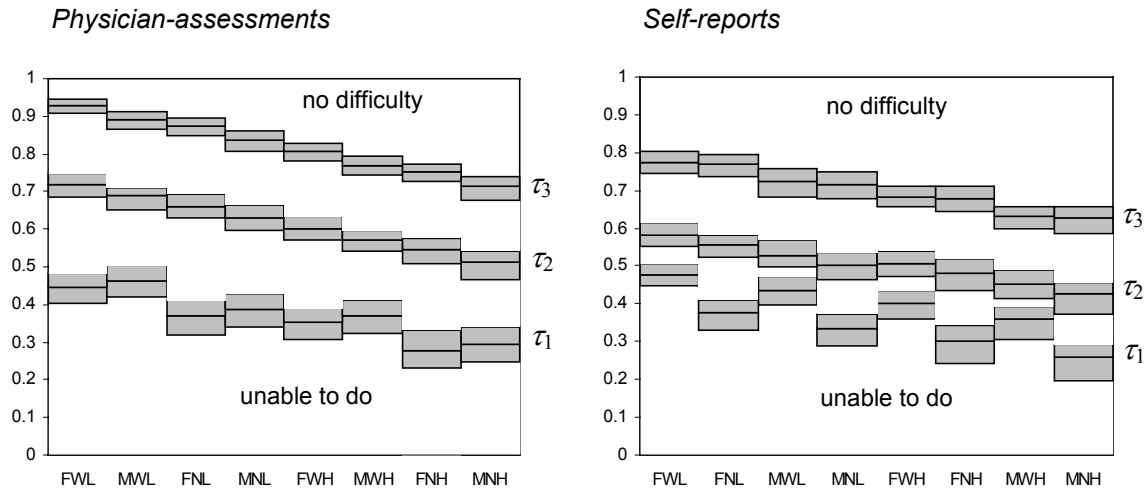 Physician-assessments
1
0.9
0.8
0.7
0.6
0.5
0.4
0.3
0.2
0.1
0
no difficulty
unable to do
τ3
τ2
τ1
FWL MWL FNL MNL FWH MWH FNH MNH
Self-reports
1
0.9
0.8
0.7
0.6
0.5
0.4
0.3
0.2
0.1
0
no difficulty
unable to do
τ3
τ2
τ1
FWL FNL MWL MNL FWH FNH MWH MNH